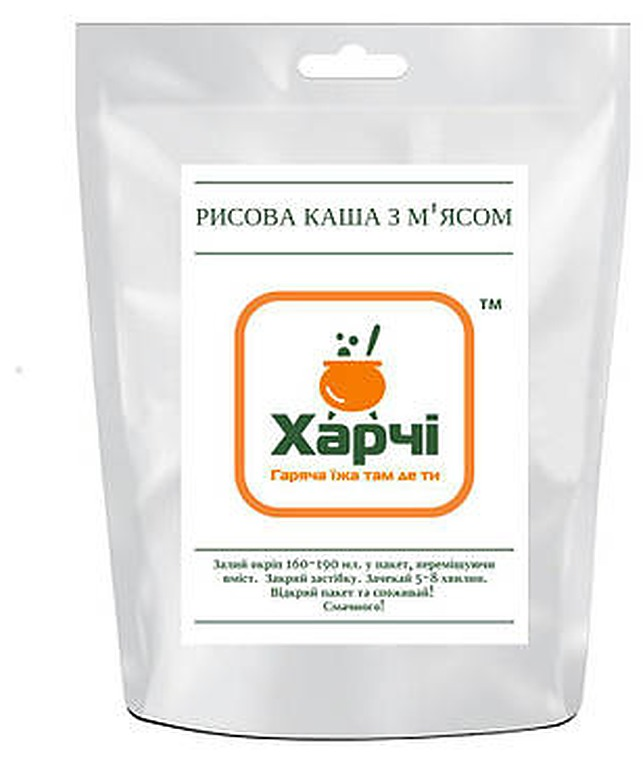 РИСОВА КАША З М'ЯСОМ
TM
Харчі
Гаряча їжа там де ти
Залий окріп 160-190 мл. у пакет, перемішуючи
вміст. Закрий застібку. Зачекай 5-8 хвилин.
Відкрий пакет та споживай!
Смачного!